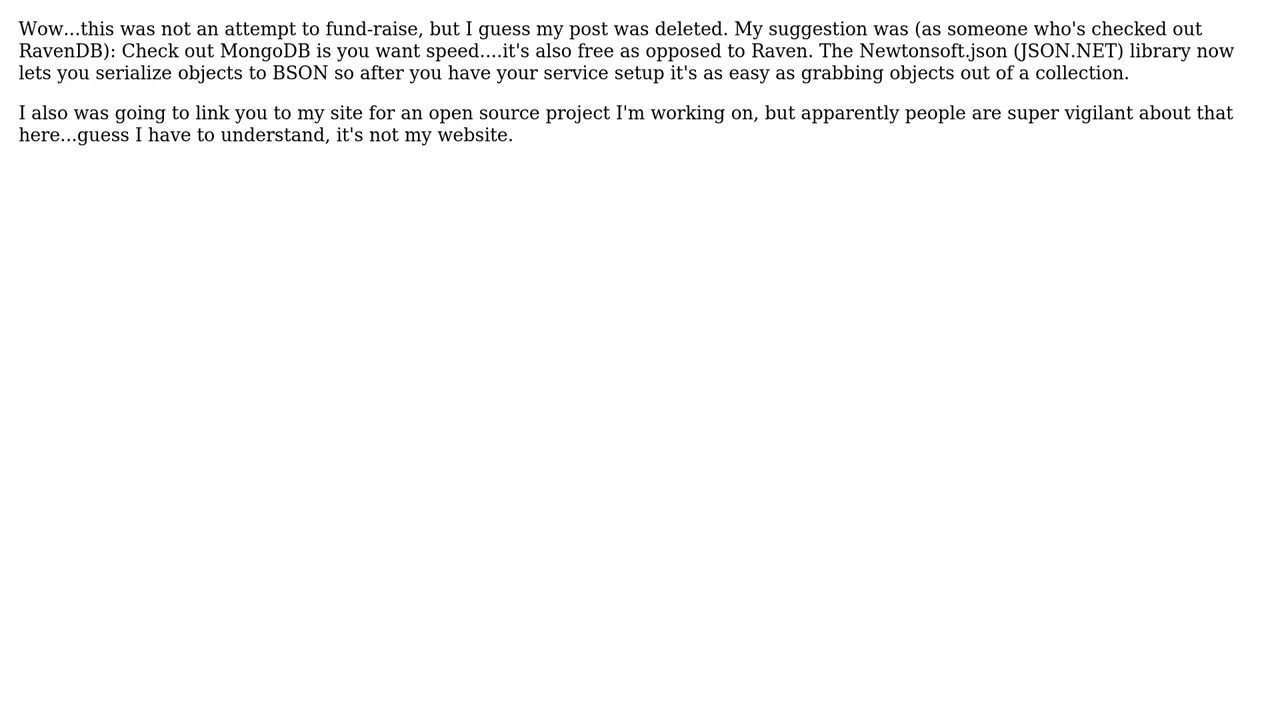 Wow...this was not an attempt to fund-raise, but I guess my post was deleted. My suggestion was (as someone who's checked out
RavenDB): Check out MongoDB is you want speed....it's also free as opposed to Raven. The Newtonsoft.json (JSON.NET) library now
lets you serialize objects to BSON so after you have your service setup it's as easy as grabbing objects out of a collection.
I also was going to link you to my site for an open source project I'm working on, but apparently people are super vigilant about that
here...guess I have to understand, it's not my website.